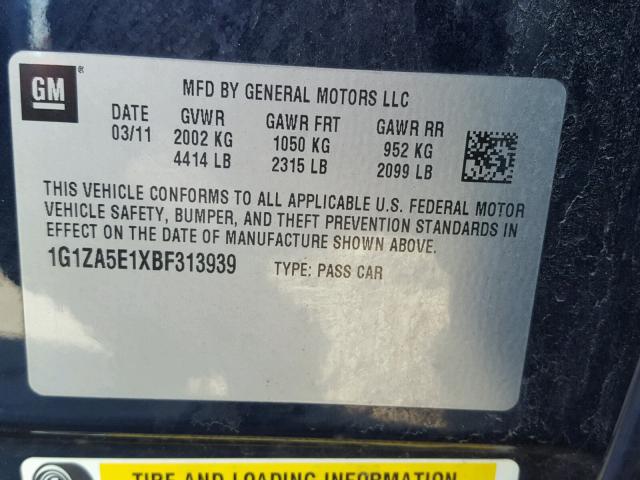 GM ®
MFD BY GENERAL MOTORS LLC
DATE GVWR GAWR FRT GAWR RR
03/11 2002 KG 1050 KG 952 KG
4414 LB 2315 LB 2099 LB
THIS VEHICLE CONFORMS TO ALL APPLICABLE U.S. FEDERAL MOTOR
VEHICLE SAFETY, BUMPER, AND THEFT PREVENTION STANDARDS IN
EFFECT ON THE DATE OF MANUFACTURE SHOWN ABOVE.
1G1ZA5E1XBF313939 TYPE: PASS CAR
TIRE AND LOADING INFORMATION